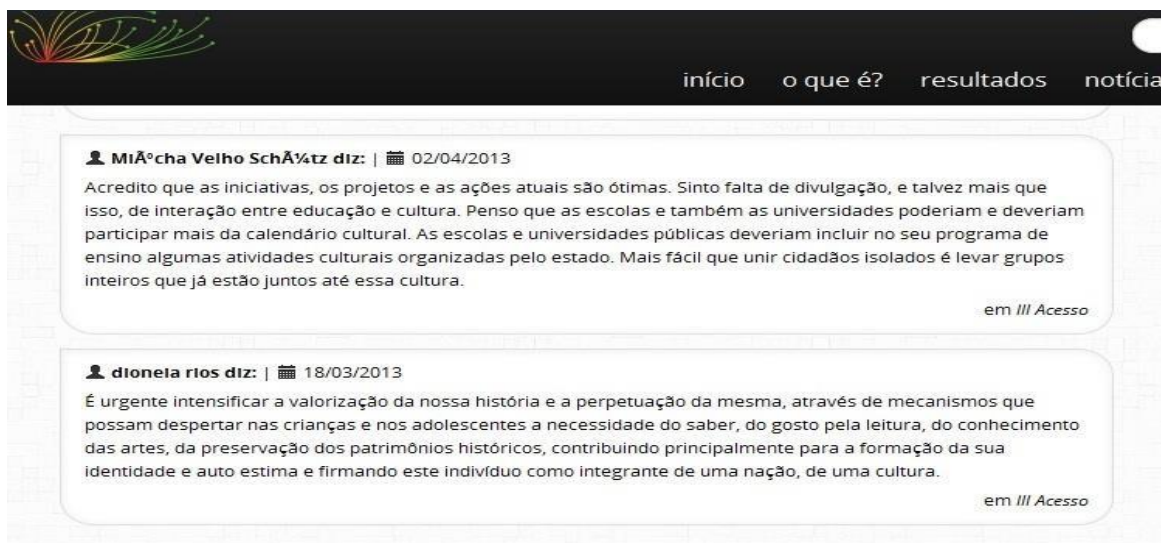 início o que é? resultados notícia
MiÃºcha Velho SchÃ¼tz diz: | 02/04/2013
Acredito que as iniciativas, os projetos e as ações atuais são ótimas. Sinto falta de divulgação, e talvez mais que
isso, de interação entre educação e cultura. Penso que as escolas e também as universidades poderiam e deveriam
participar mais da calendário cultural. As escolas e universidades públicas deveriam incluir no seu programa de
ensino algumas atividades culturais organizadas pelo estado. Mais fácil que unir cidadãos isolados é levar grupos
inteiros que já estão juntos até essa cultura.
em III Acesso
dioneia rios diz: | 18/03/2013
É urgente intensificar a valorização da nossa história e a perpetuação da mesma, através de mecanismos que
possam despertar nas crianças e nos adolescentes a necessidade do saber, do gosto pela leitura, do conhecimento
das artes, da preservação dos patrimônios históricos, contribuindo principalmente para a formação da sua
identidade e auto estima e firmando este indivíduo como integrante de uma nação, de uma cultura.
em III Acesso